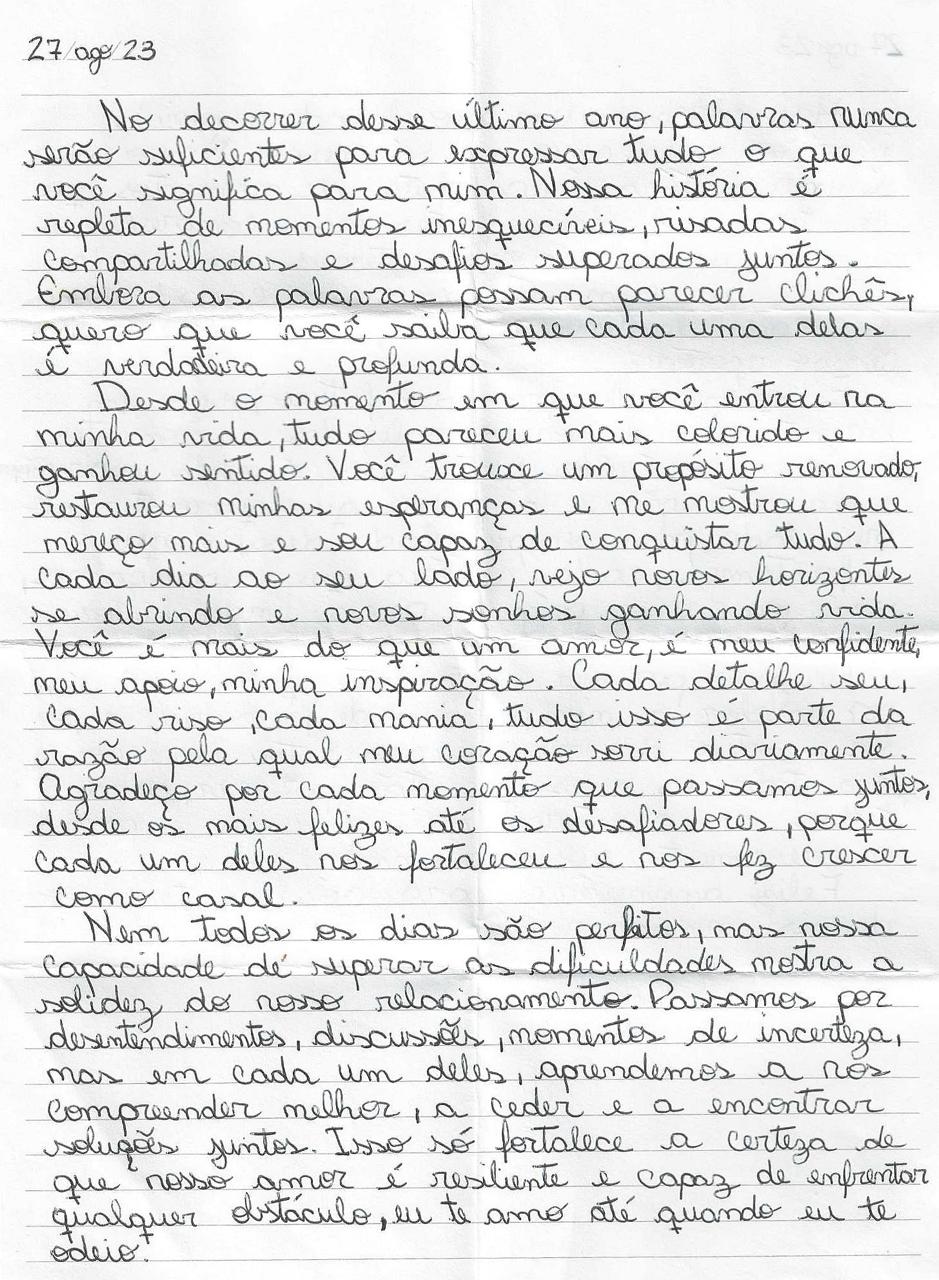 27/ago/23
No decorrer desse último ano, palavras nunca
serão suficientes para expressar tudo o que
você significa para mim. Nossa história é
repleta de momentos inesquecíveis, risadas
compartilhadas e desafios superados juntos.
Embora as palavras possam parecer clichês,
quero que você saiba que cada uma delas
é verdadeira e profunda.
Desde o momento em que você entrou na
minha vida, tudo pareceu mais colorido e
ganhou sentido. Você trouxe um propósito renovado,
restaurou minhas esperanças e me mostrou que
mereço mais e sou capaz de conquistar tudo. A
cada dia ao seu lado, vejo novos horizontes
se abrindo e novos sonhos ganhando vida.
Você é mais do que um amor, é meu confidente,
meu apoio, minha inspiração. Cada detalhe seu,
cada riso, cada mania, tudo isso é parte da
razão pela qual meu coração sorri diariamente.
Agradeço por cada momento que passamos juntos,
desde os mais felizes até os desafiadores, porque
cada um deles nos fortaleceu e nos fez crescer
como casal.
Nem todos os dias são perfeitos, mas nossa
capacidade de superar as dificuldades mostra a
solidez do nosso relacionamento. Passamos por
desentendimentos, discussões, momentos de incerteza,
mas em cada um deles, aprendemos a nos
compreender melhor, a ceder e a encontrar
soluções juntos. Isso só fortalece a certeza de
que nosso amor é resiliente e capaz de enfrentar
qualquer obstáculo, eu te amo até quando eu te
odeio.